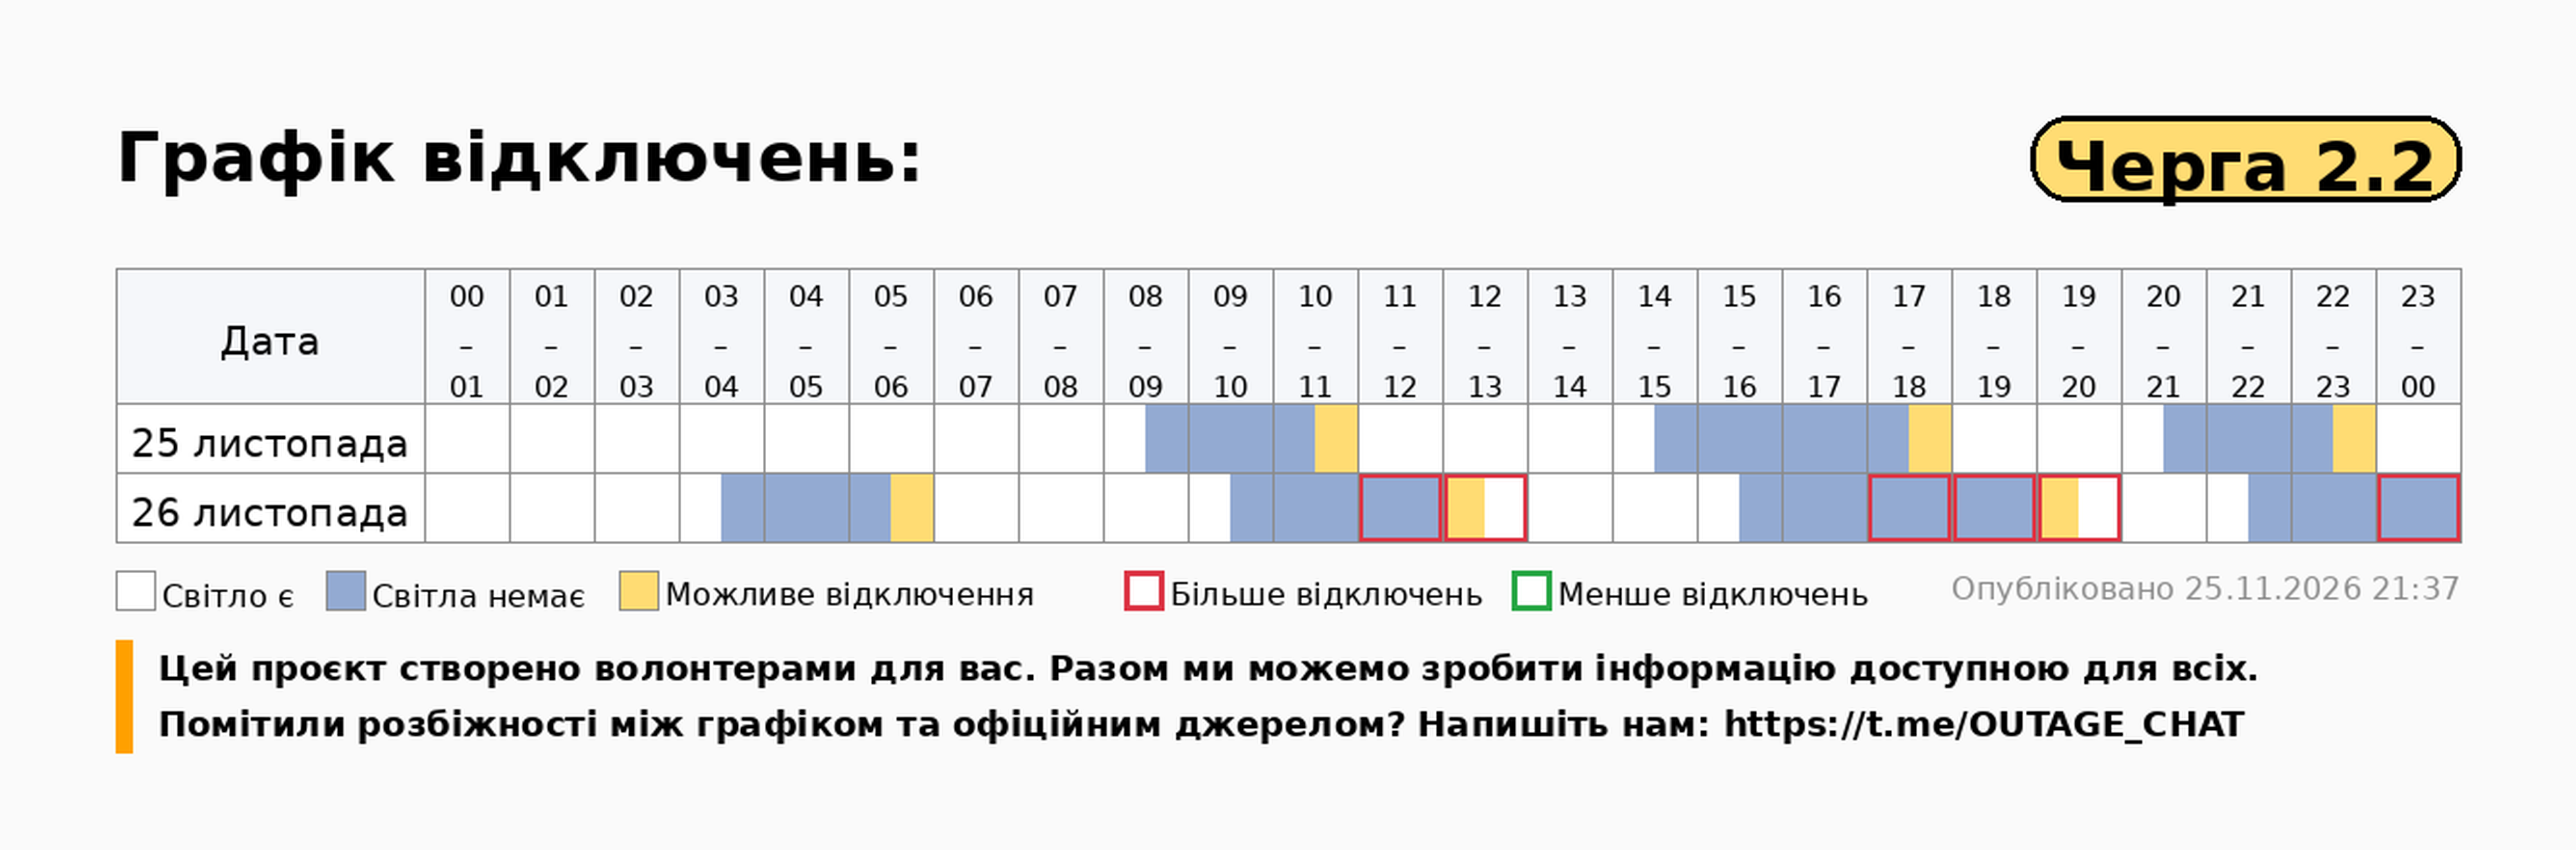 Графік відключень:
Черга 2.2
Дата
00 – 01
01 – 02
02 – 03
03 – 04
04 – 05
05 – 06
06 – 07
07 – 08
08 – 09
09 – 10
10 – 11
11 – 12
12 – 13
13 – 14
14 – 15
15 – 16
16 – 17
17 – 18
18 – 19
19 – 20
20 – 21
21 – 22
22 – 23
23 – 00
25 листопада
26 листопада
Світло є
Світла немає
Можливе відключення
Більше відключень
Менше відключень
Опубліковано 25.11.2026 21:37
Цей проєкт створено волонтерами для вас. Разом ми можемо зробити інформацію доступною для всіх.
Помітили розбіжності між графіком та офіційним джерелом? Напишіть нам: https://t.me/OUTAGE_CHAT